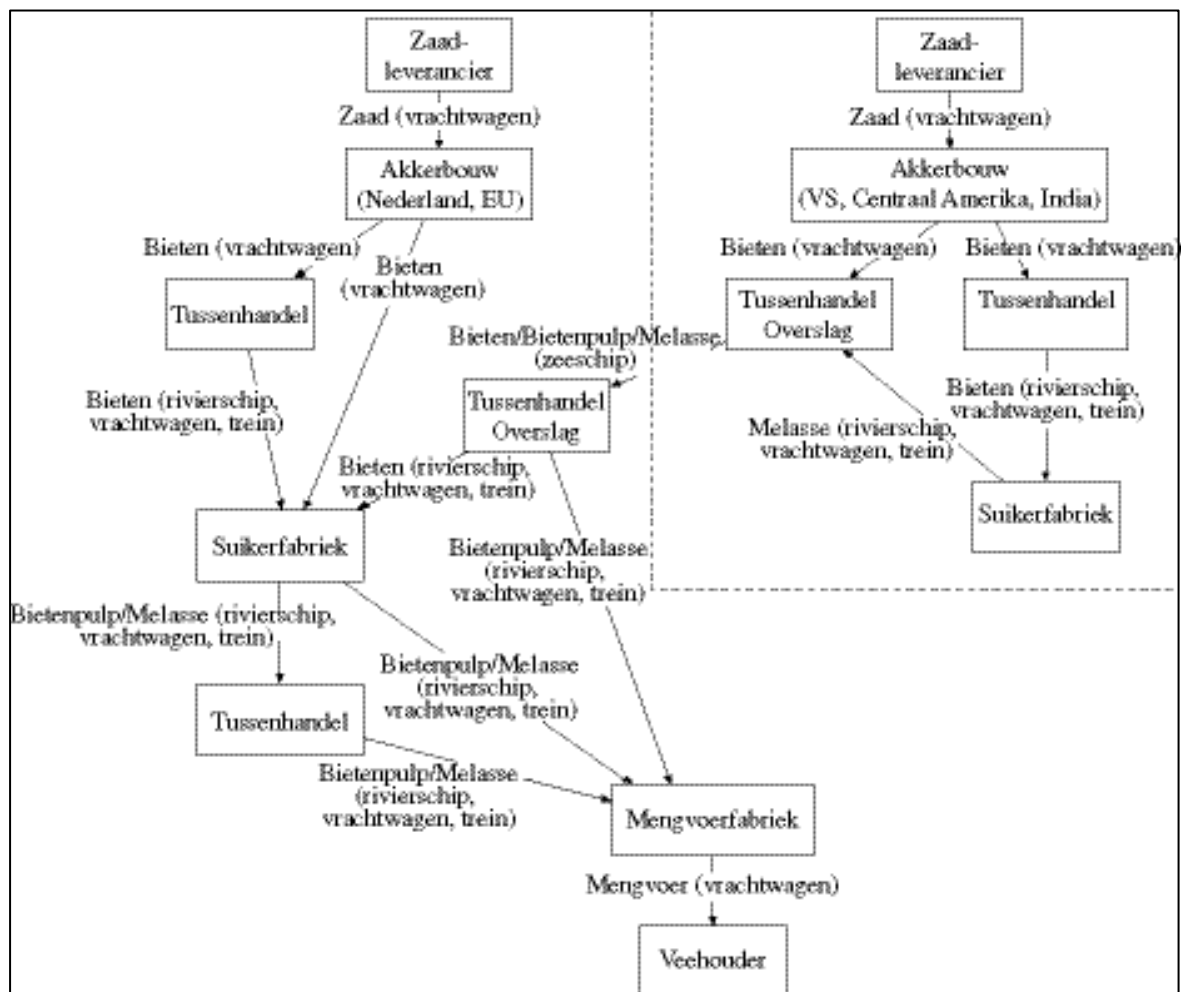 Zaad-
leverancier
Zaad (vrachtwagen)
Akkerbouw
(Nederland, EU)
Bieten (vrachtwagen)
Bieten
(vrachtwagen)
Tussenhandel
Bieten (rivierschip,
vrachtwagen, trein)
Zaad-
leverancier
Zaad (vrachtwagen)
Akkerbouw
(VS, Centraal Amerika, India)
Bieten (vrachtwagen)
Bieten (vrachtwagen)
Tussenhandel
Overslag
Tussenhandel
Bieten (rivierschip,
vrachtwagen, trein)
Melasse (rivierschip,
vrachtwagen, trein)
Suikerfabriek
Bieten/Bietenpulp/Melasse
(zeeschip)
Tussenhandel
Overslag
Bieten (rivierschip,
vrachtwagen, trein)
Suikerfabriek
Bietenpulp/Melasse
(rivierschip,
vrachtwagen, trein)
Bietenpulp/Melasse (rivierschip,
vrachtwagen, trein)
Bietenpulp/Melasse
(rivierschip,
vrachtwagen, trein)
Tussenhandel
Bietenpulp/Melasse
(rivierschip,
vrachtwagen, trein)
Mengvoerfabriek
Mengvoer (vrachtwagen)
Veehouder